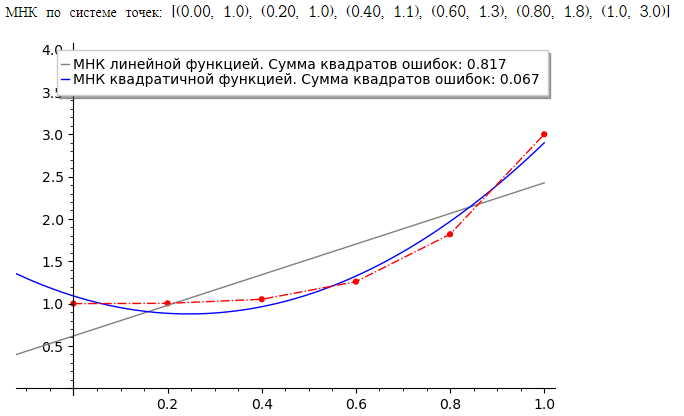 МНК по системе точек: [(0.00, 1.0), (0.20, 1.0), (0.40, 1.1), (0.60, 1.3), (0.80, 1.8), (1.0, 3.0)]
4.0
МНК линейной функцией. Сумма квадратов ошибок: 0.817
МНК квадратичной функцией. Сумма квадратов ошибок: 0.067
3.5
3.0
2.5
2.0
1.5
1.0
0.5
0.2 0.4 0.6 0.8 1.0